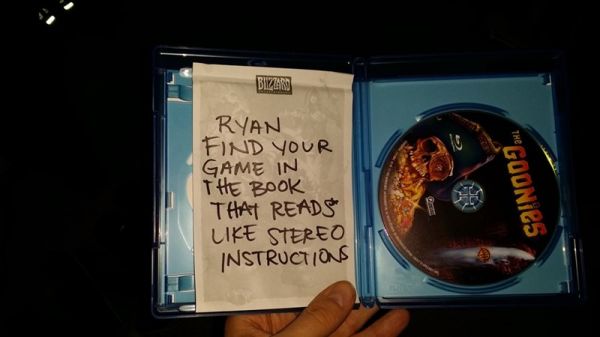 BLIZZARD
RYAN
FIND YOUR
GAME IN
THE BOOK
THAT READS
LIKE STEREO
INSTRUCTIONS
THE GOONIES